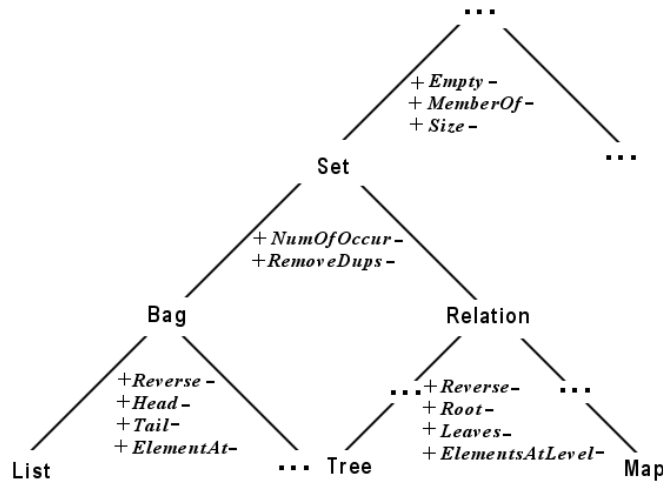 ...
+ Empty -
+ MemberOf -
+ Size -
...
Set
+ NumOfOccur -
+ RemoveDups -
Bag
Relation
+ Reverse -
+ Head -
+ Tail -
+ ElementAt -
...
+ Reverse -
+ Root -
+ Leaves -
+ ElementsAtLevel -
...
List
...
Tree
Map